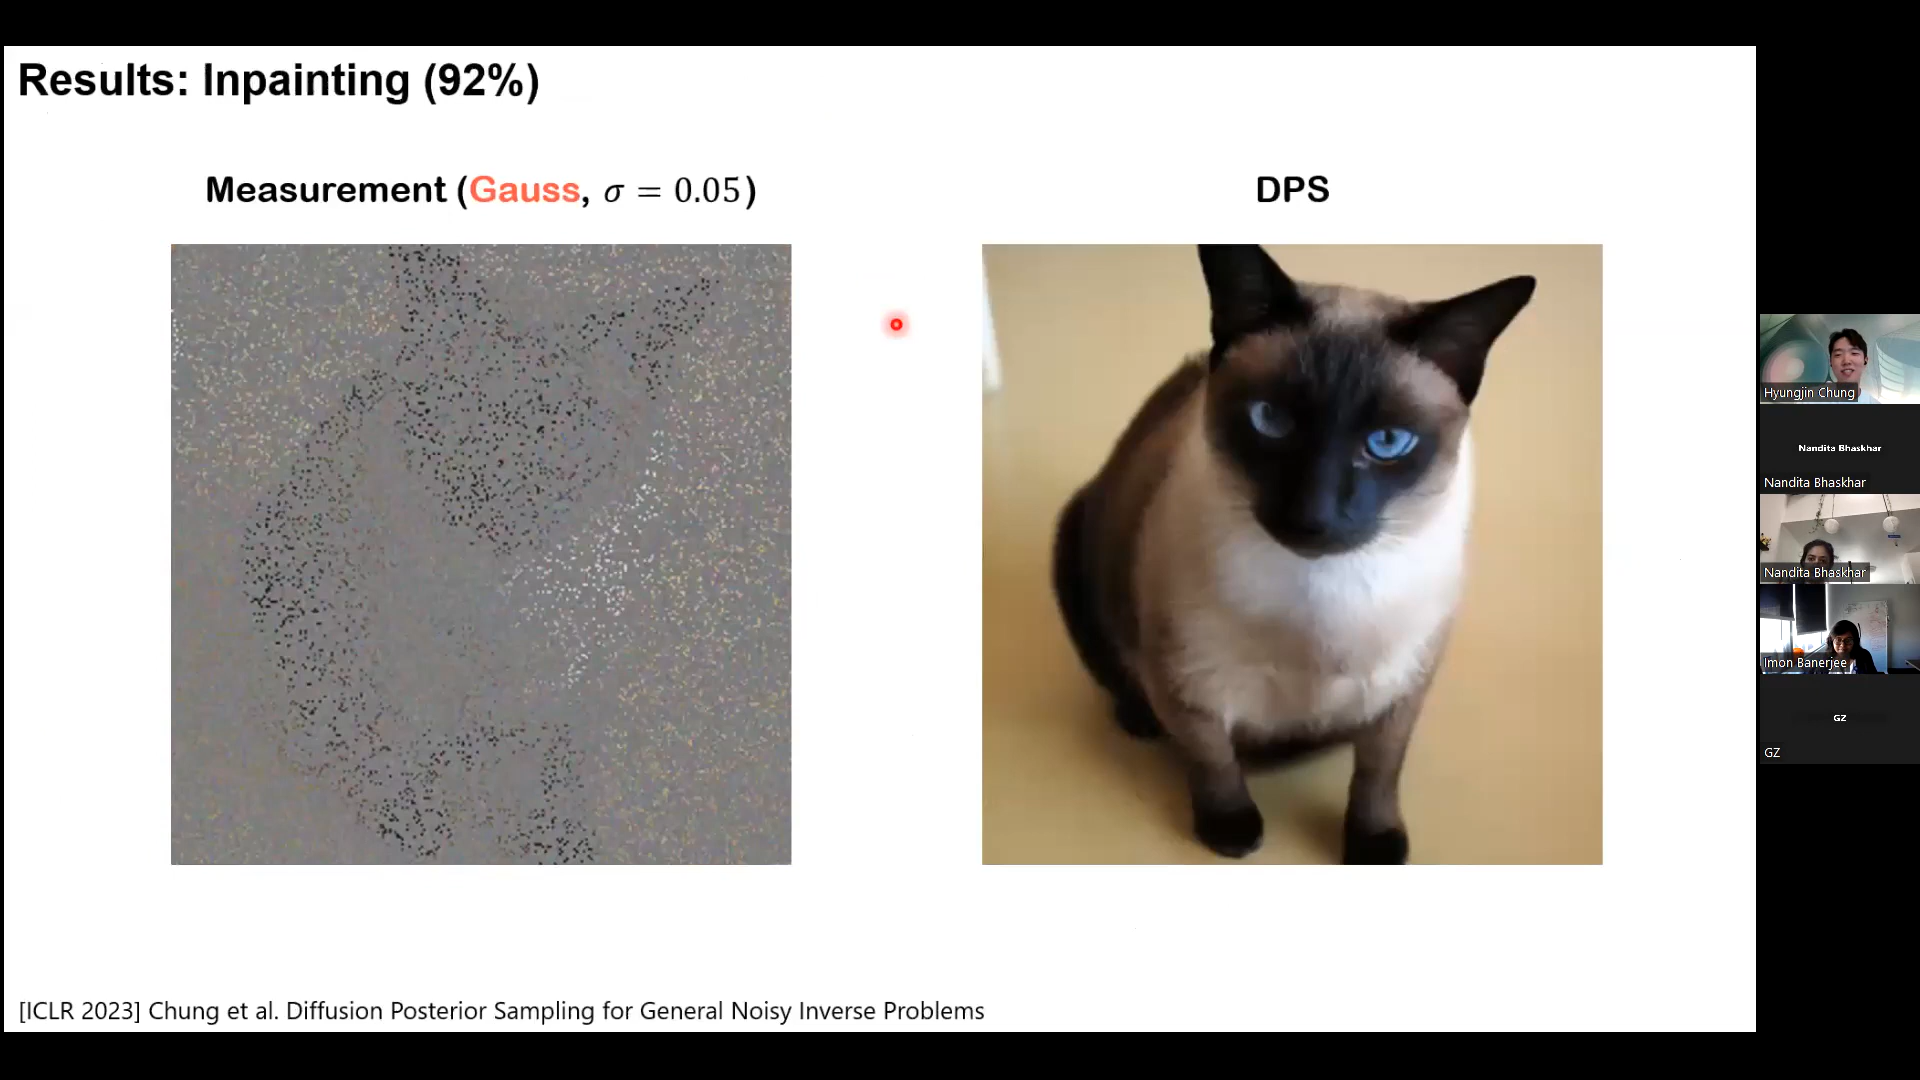 Results: Inpainting (92%)
Measurement (Gauss, σ = 0.05)
DPS
[ICLR 2023] Chung et al. Diffusion Posterior Sampling for General Noisy Inverse Problems
Hyungjin Chung
Nandita Bhaskhar
Nandita Bhaskhar
Nandita Bhaskhar
Imon Banerjee
GZ
GZ